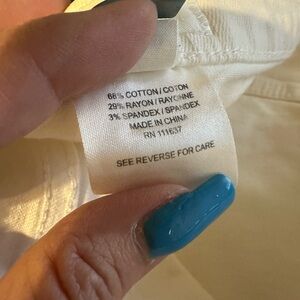 68% COTTON/COTON
29% RAYON/RAYONNE
3% SPANDEX/SPANDEX
MADE IN CHINA
RN 111637
SEE REVERSE FOR CARE